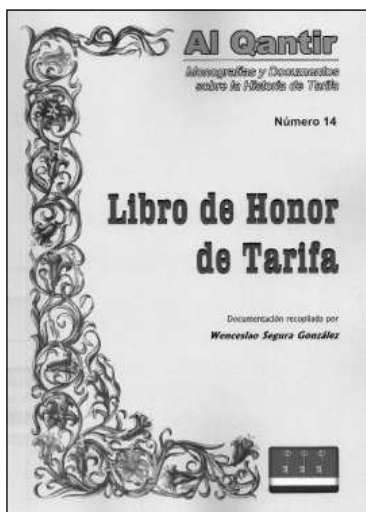 Al Qantir
Monografías y Documentos
sobre la Historia de Tarifa
Número 14
Libro de Honor
de Tarifa
Documentación recopilada por
Wenceslao Segura González